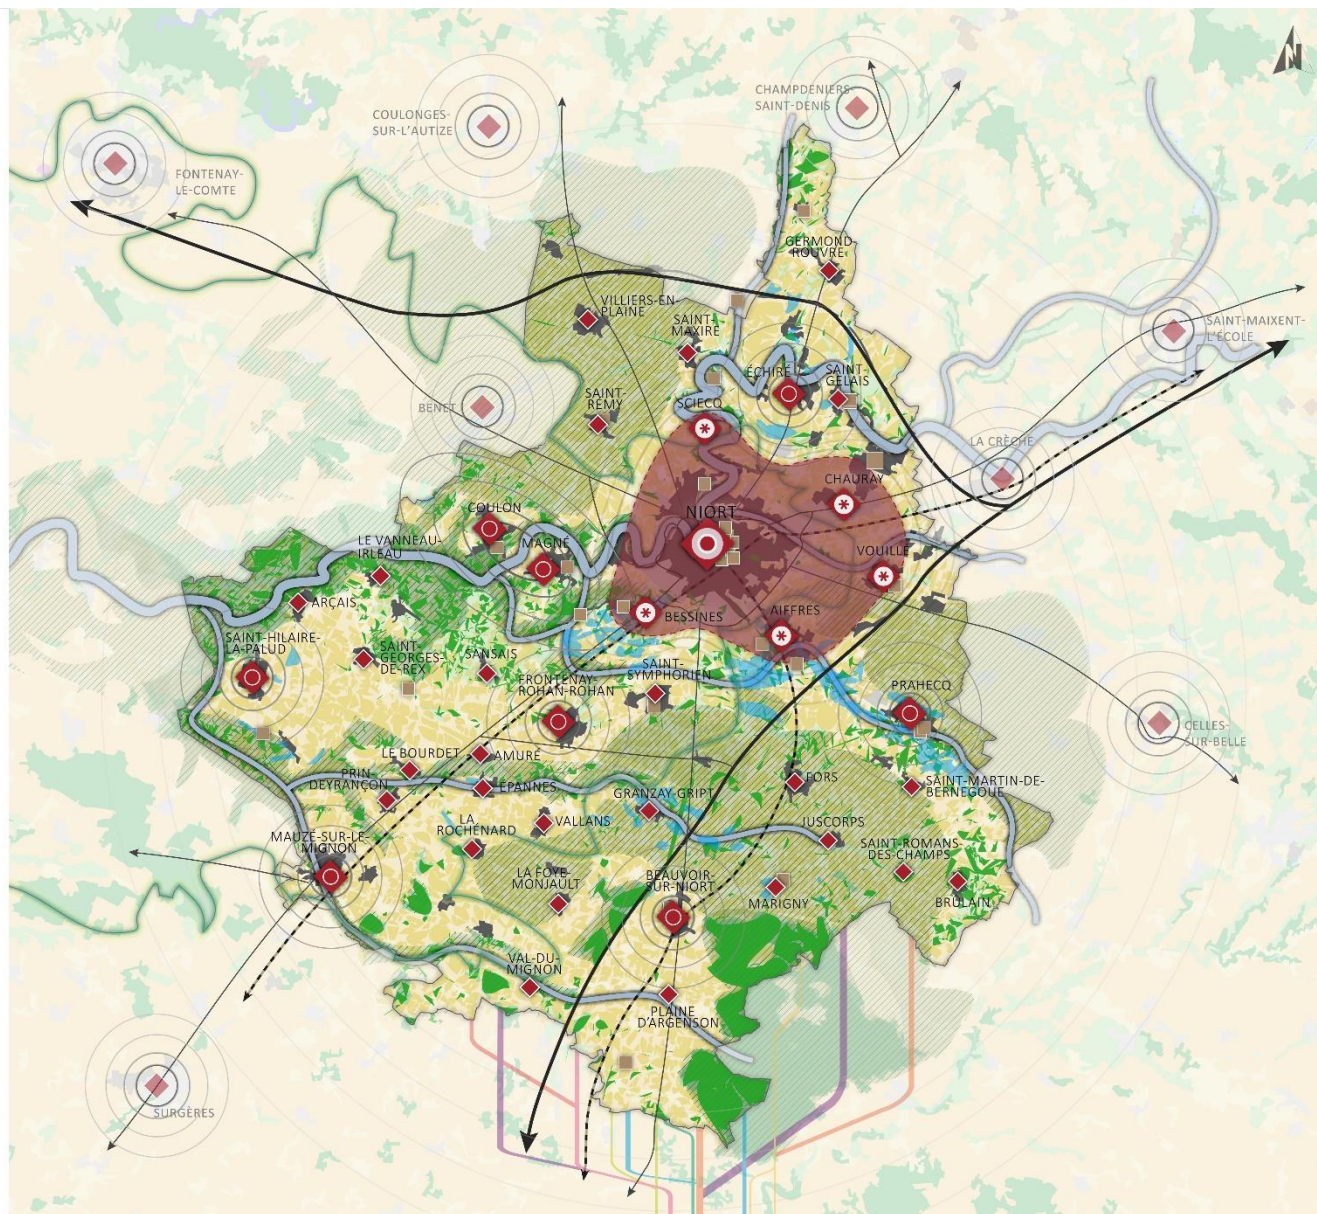 N
CHAMPDENIERS-
SAINT-DENIS
COULONGES-
SUR-L'AUTIZE
FONTENAY-
LE-COMTE
GERMOND-
ROUVRE
VILLIERS-EN-
PLAINE
SAINT-
MAXIRE
SAINT-MAIXENT-
L'ÉCOLE
ÉCHIRÉ
SAINT-
GELAIS
SAINT-
RÉMY
BENET
SCIECQ
LA CRÈCHE
CHAURAY
COULON
NIORT
LE VANNEAU-
IRLEAU
MAGNÉ
VOUILLÉ
ARÇAIS
BESSINES
AIFFRES
SAINT-HILAIRE-
LA-PALUD
SAINT-
GEORGES-
DE-REX
SANSAIS
SAINT-
SYMPHORIEN
FRONTENAY-
ROHAN-ROHAN
PRAHECQ
CELLES-
SUR-BELLE
LE BOURDET
AMURÉ
PRIN-
DEYRANÇON
ÉPANNES
FORS
SAINT-MARTIN-DE-
BERNEGOUE
GRANZAY-GRIPT
LA
ROCHÉNARD
VALLANS
JUSCORPS
MAUZÉ-SUR-LE-
MIGNON
SAINT-ROMANS-
DES-CHAMPS
LA FOYE-
MONJAULT
BEAUVOIR-
SUR-NIORT
MARIGNY
BRÛLAIN
VAL-DU-
MIGNON
PLAINE
D'ARGENSON
SURGÈRES